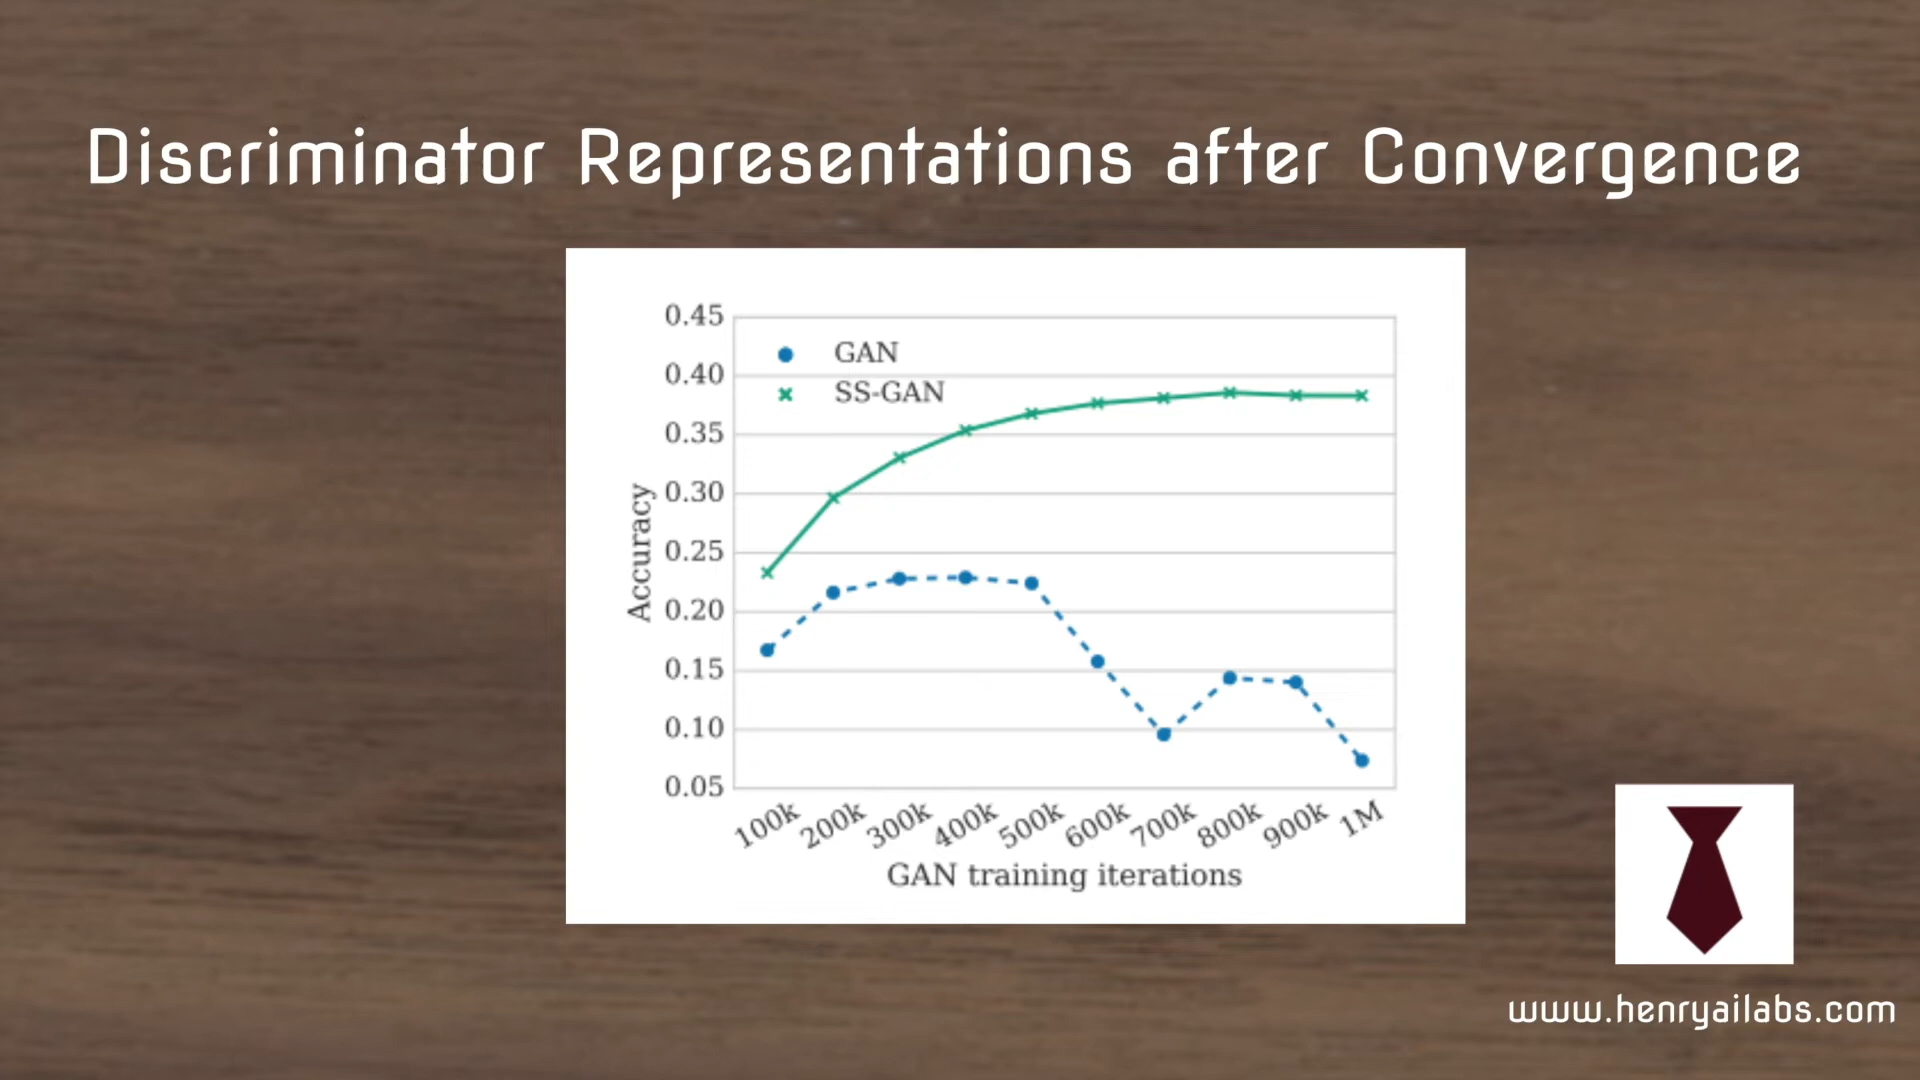 Discriminator Representations after Convergence
0.45
0.40
0.35
0.30
0.25
0.20
0.15
0.10
0.05
Accuracy
GAN
SS-GAN
100k 200k 300k 400k 500k 600k 700k 800k 900k 1M
GAN training iterations
www.henryailabs.com